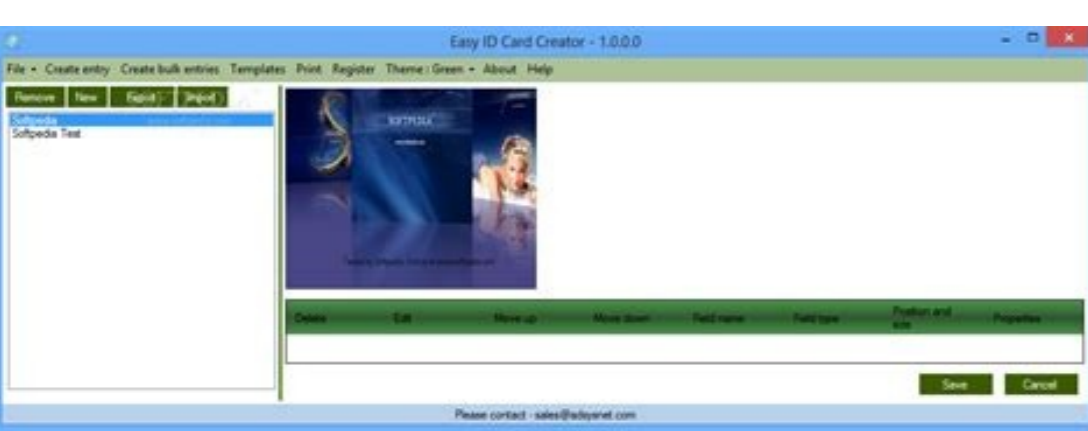 Easy ID Card Creator - 1.0.0.0
File Create entry Create bulk entries Templates Print Register Theme : Green About Help
Remove New Export Import
Softpedia
Softpedia Test
SOFTPEDIA
Delete Edit Move up Move down Field name Field type Position and size Properties
Save Cancel
Please contact - sales@adsysnet.com